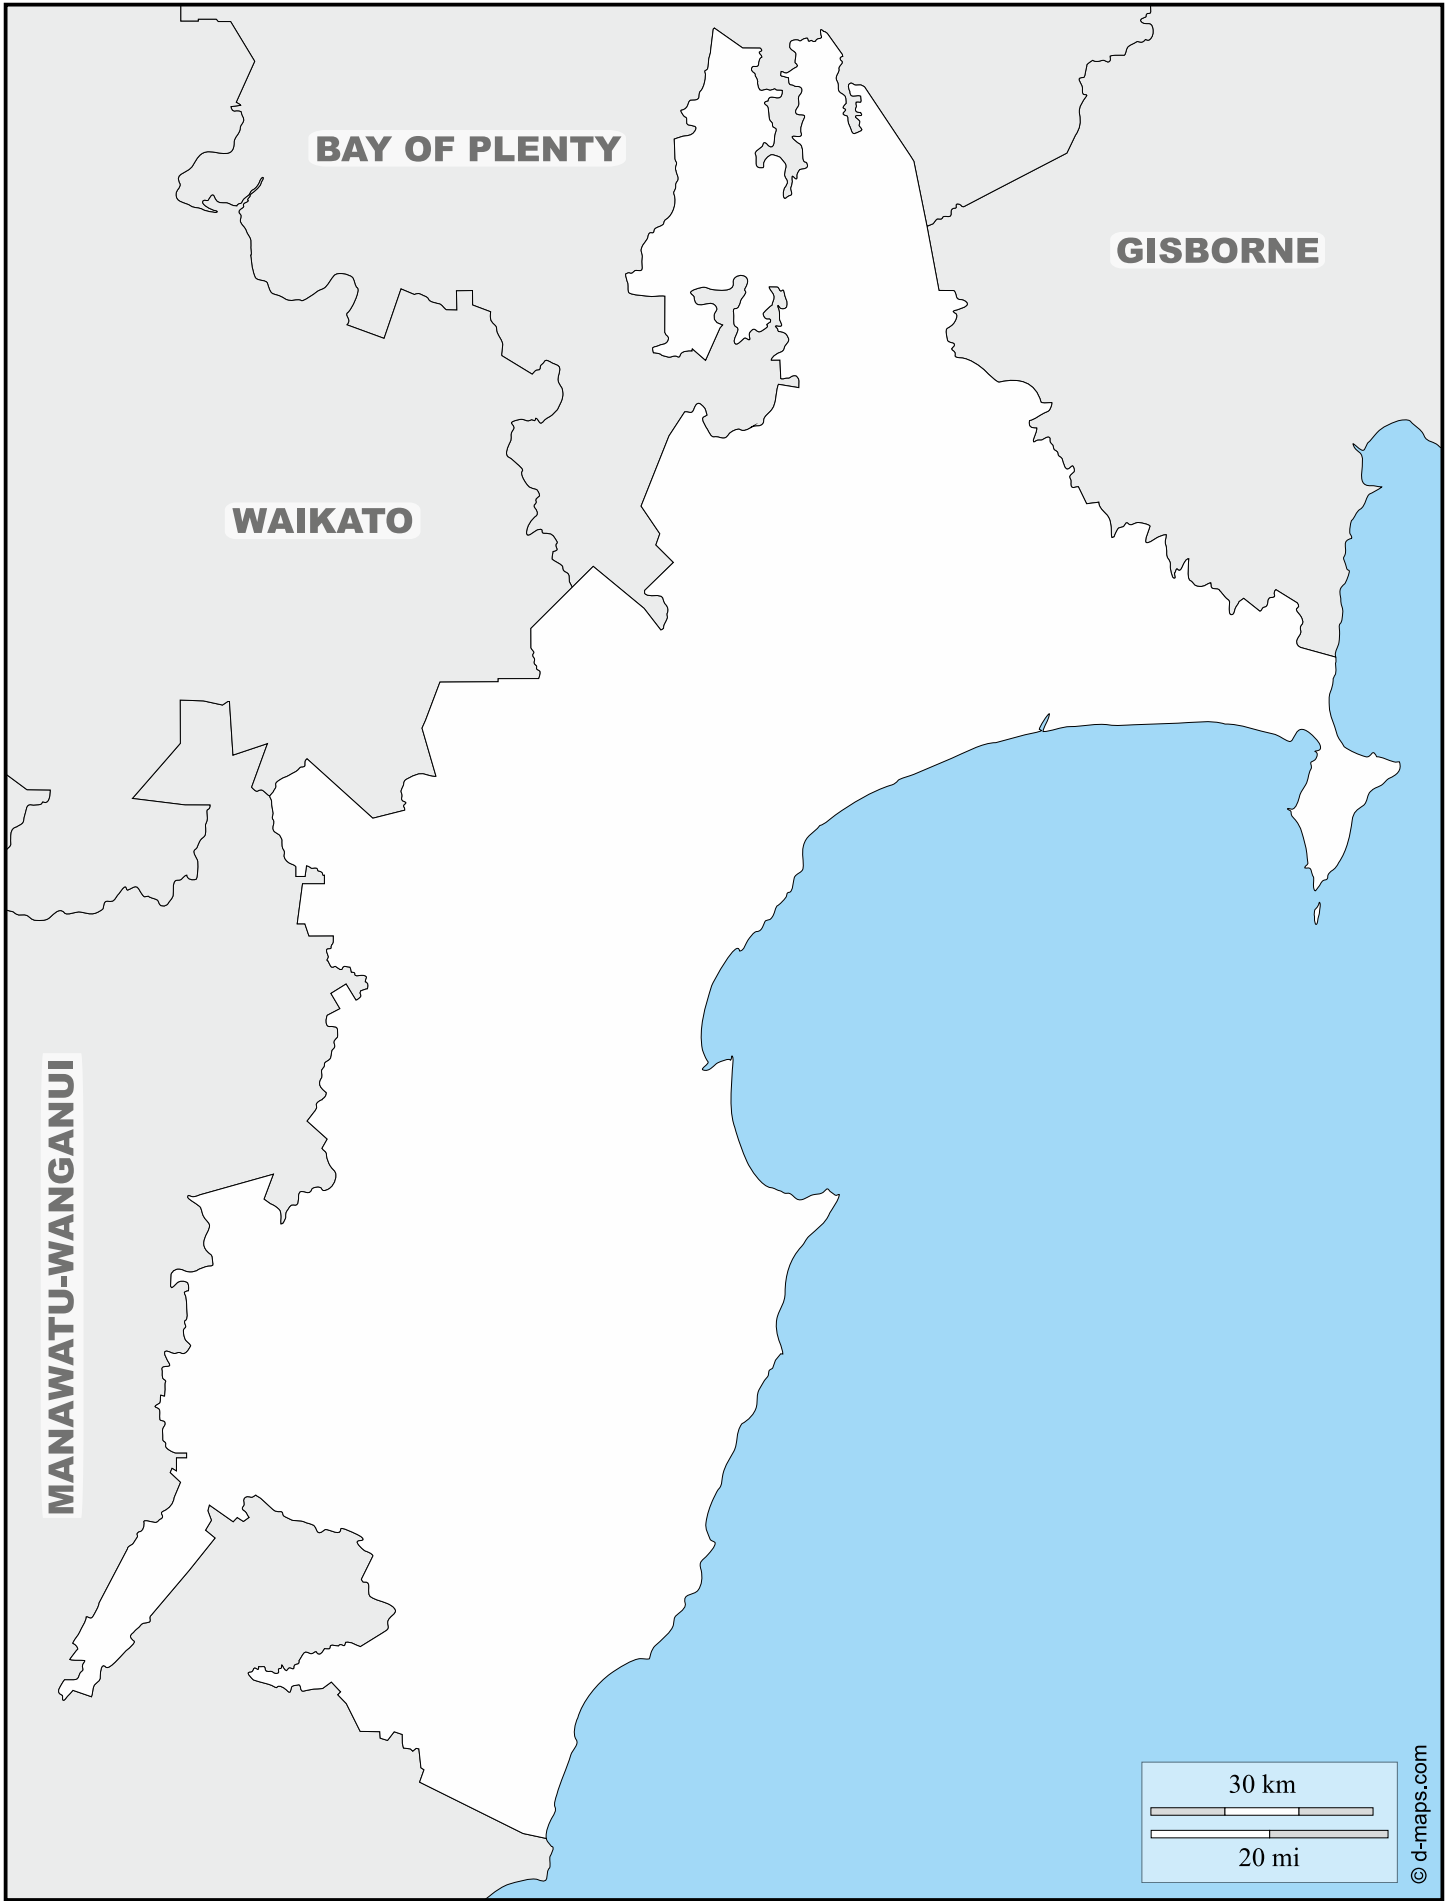 BAY OF PLENTY
GISBORNE
WAIKATO
MANAWATU-WANGANUI
30 km
20 mi
© d-maps.com